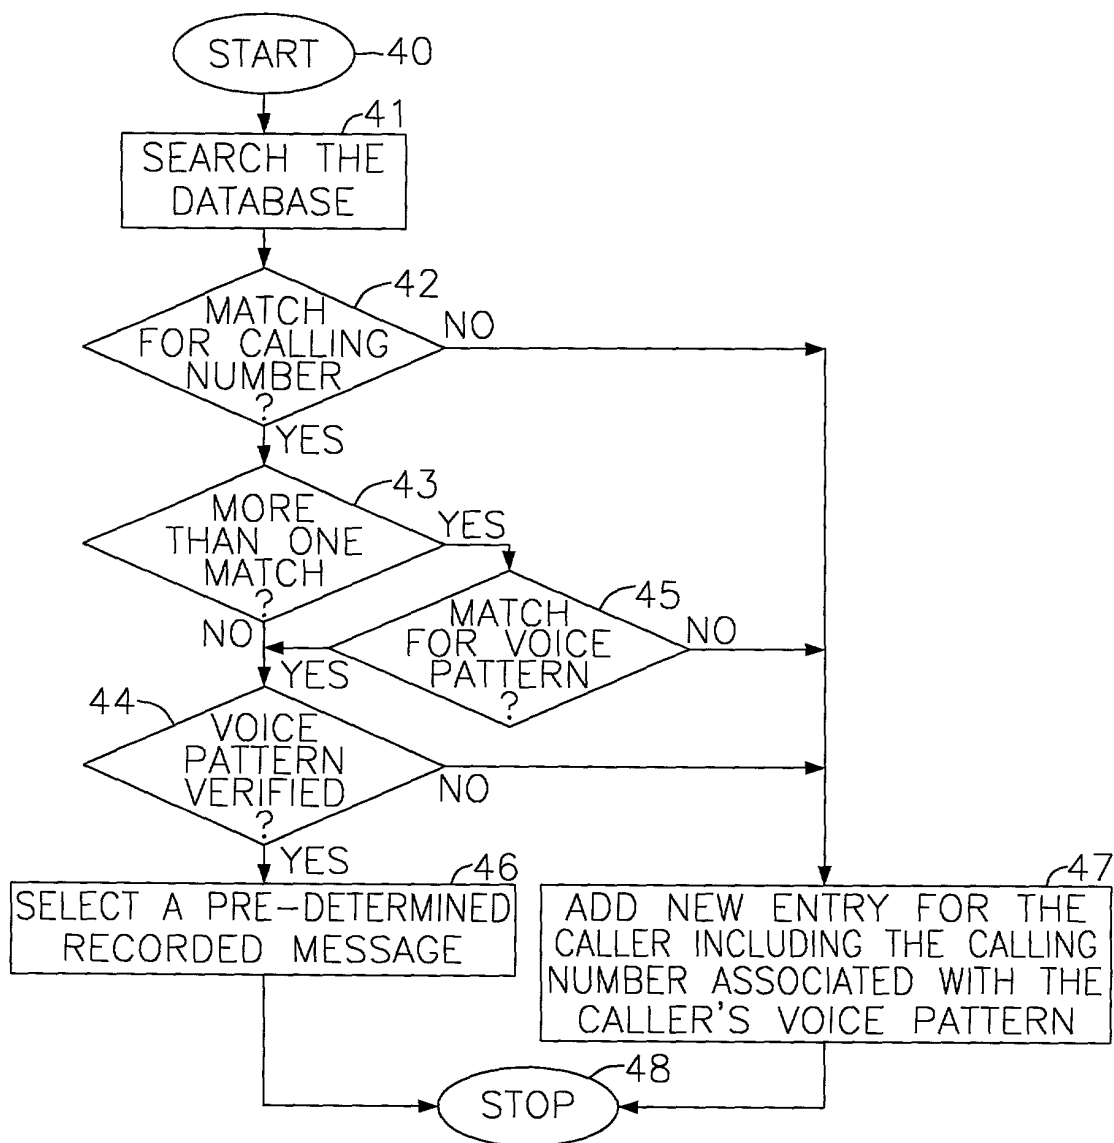 START
40
41
SEARCH THE
DATABASE
42
MATCH
FOR CALLING
NUMBER
?
NO
YES
43
MORE
THAN ONE
MATCH
?
YES
NO
45
MATCH
FOR VOICE
PATTERN
?
NO
YES
44
VOICE
PATTERN
VERIFIED
?
NO
YES
46
SELECT A PRE-DETERMINED
RECORDED MESSAGE
47
ADD NEW ENTRY FOR THE
CALLER INCLUDING THE CALLING
NUMBER ASSOCIATED WITH THE
CALLER'S VOICE PATTERN
48
STOP